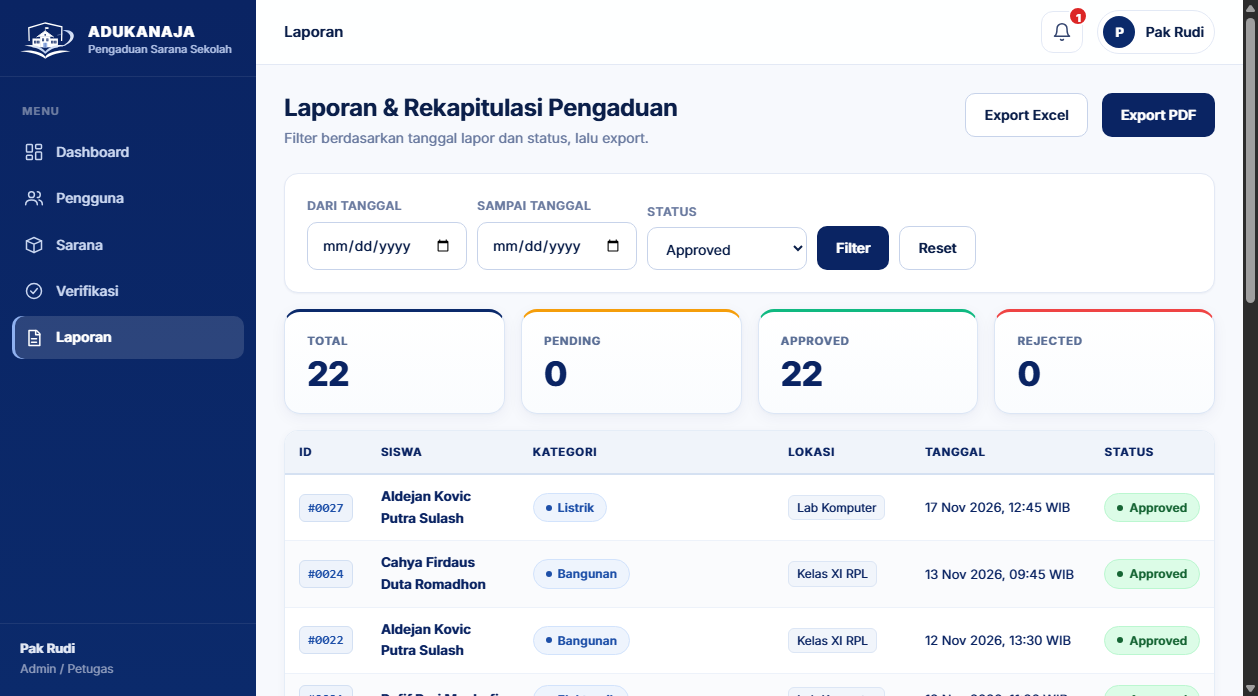 ADUKANAJA
Pengaduan Sarana Sekolah
MENU
Dashboard
Pengguna
Sarana
Verifikasi
Laporan
Pak Rudi
Admin / Petugas
Laporan
1
P
Pak Rudi
Laporan & Rekapitulasi Pengaduan
Filter berdasarkan tanggal lapor dan status, lalu export.
Export Excel
Export PDF
DARI TANGGAL
SAMPAI TANGGAL
STATUS
mm/dd/yyyy
mm/dd/yyyy
Approved
Filter
Reset
TOTAL
22
PENDING
0
APPROVED
22
REJECTED
0
ID SISWA KATEGORI LOKASI TANGGAL STATUS
#0027 Aldejan Kovic Putra Sulash Listrik Lab Komputer 17 Nov 2026, 12:45 WIB Approved
#0024 Cahya Firdaus Duta Romadhon Bangunan Kelas XI RPL 13 Nov 2026, 09:45 WIB Approved
#0022 Aldejan Kovic Putra Sulash Bangunan Kelas XI RPL 12 Nov 2026, 13:30 WIB Approved